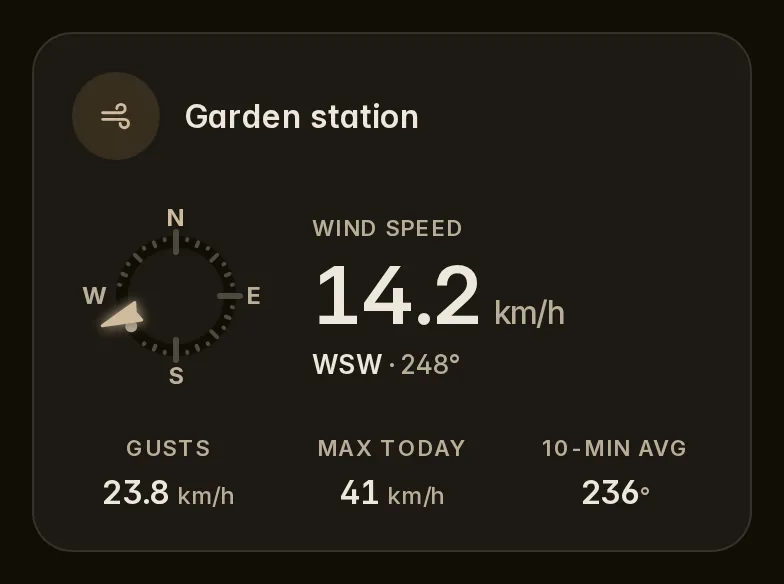 Garden station
N
W
E
S
WIND SPEED
14.2 km/h
WSW · 248°
GUSTS
23.8 km/h
MAX TODAY
41 km/h
10-MIN AVG
236°